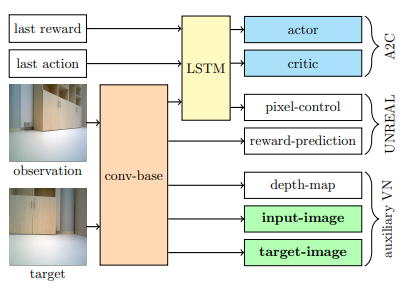 last reward
last action
observation
target
conv-base
LSTM
actor
critic
pixel-control
reward-prediction
depth-map
input-image
target-image
A2C
UNREAL
auxiliary VN